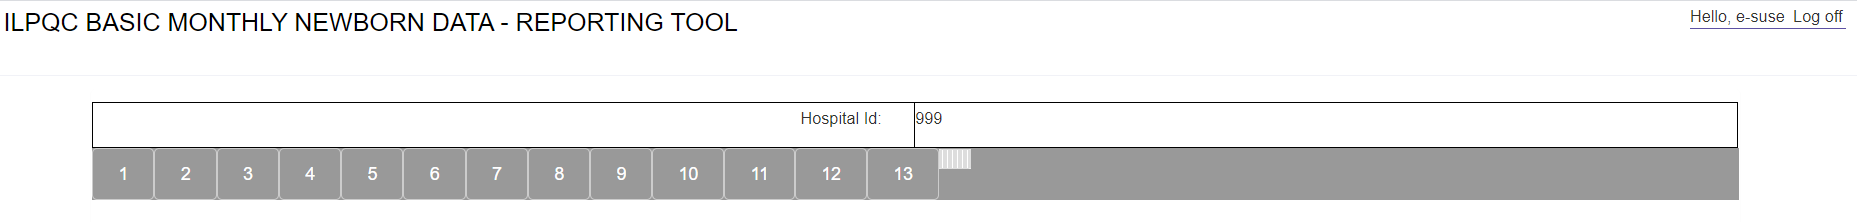 ILPQC BASIC MONTHLY NEWBORN DATA - REPORTING TOOL
Hello, e-suse Log off
Hospital Id: 999
1 2 3 4 5 6 7 8 9 10 11 12 13